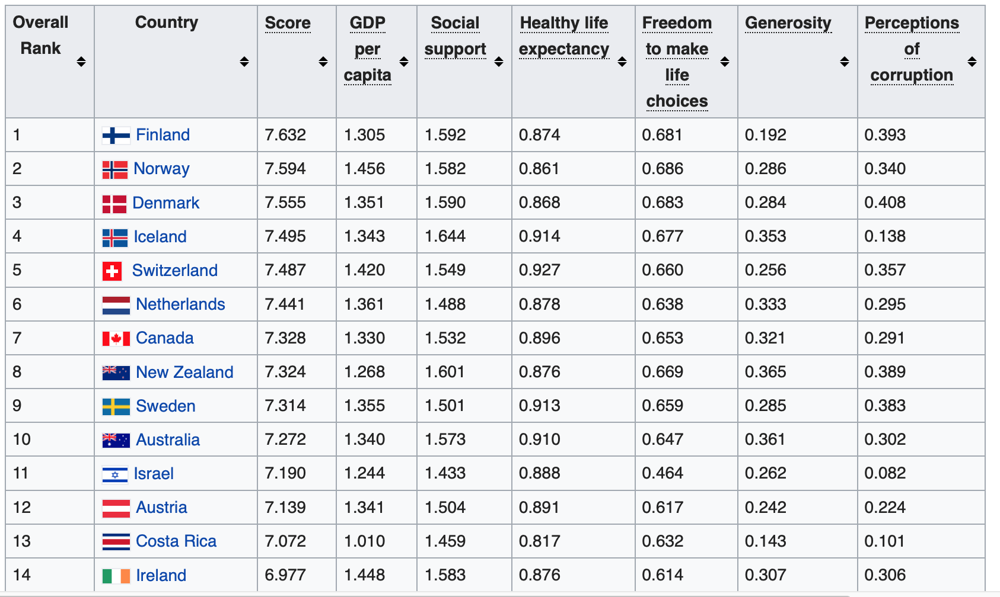 Overall Rank Country Score GDP per capita Social support Healthy life expectancy Freedom to make life choices Generosity Perceptions of corruption
1 Finland 7.632 1.305 1.592 0.874 0.681 0.192 0.393
2 Norway 7.594 1.456 1.582 0.861 0.686 0.286 0.340
3 Denmark 7.555 1.351 1.590 0.868 0.683 0.284 0.408
4 Iceland 7.495 1.343 1.644 0.914 0.677 0.353 0.138
5 Switzerland 7.487 1.420 1.549 0.927 0.660 0.256 0.357
6 Netherlands 7.441 1.361 1.488 0.878 0.638 0.333 0.295
7 Canada 7.328 1.330 1.532 0.896 0.653 0.321 0.291
8 New Zealand 7.324 1.268 1.601 0.876 0.669 0.365 0.389
9 Sweden 7.314 1.355 1.501 0.913 0.659 0.285 0.383
10 Australia 7.272 1.340 1.573 0.910 0.647 0.361 0.302
11 Israel 7.190 1.244 1.433 0.888 0.464 0.262 0.082
12 Austria 7.139 1.341 1.504 0.891 0.617 0.242 0.224
13 Costa Rica 7.072 1.010 1.459 0.817 0.632 0.143 0.101
14 Ireland 6.977 1.448 1.583 0.876 0.614 0.307 0.306